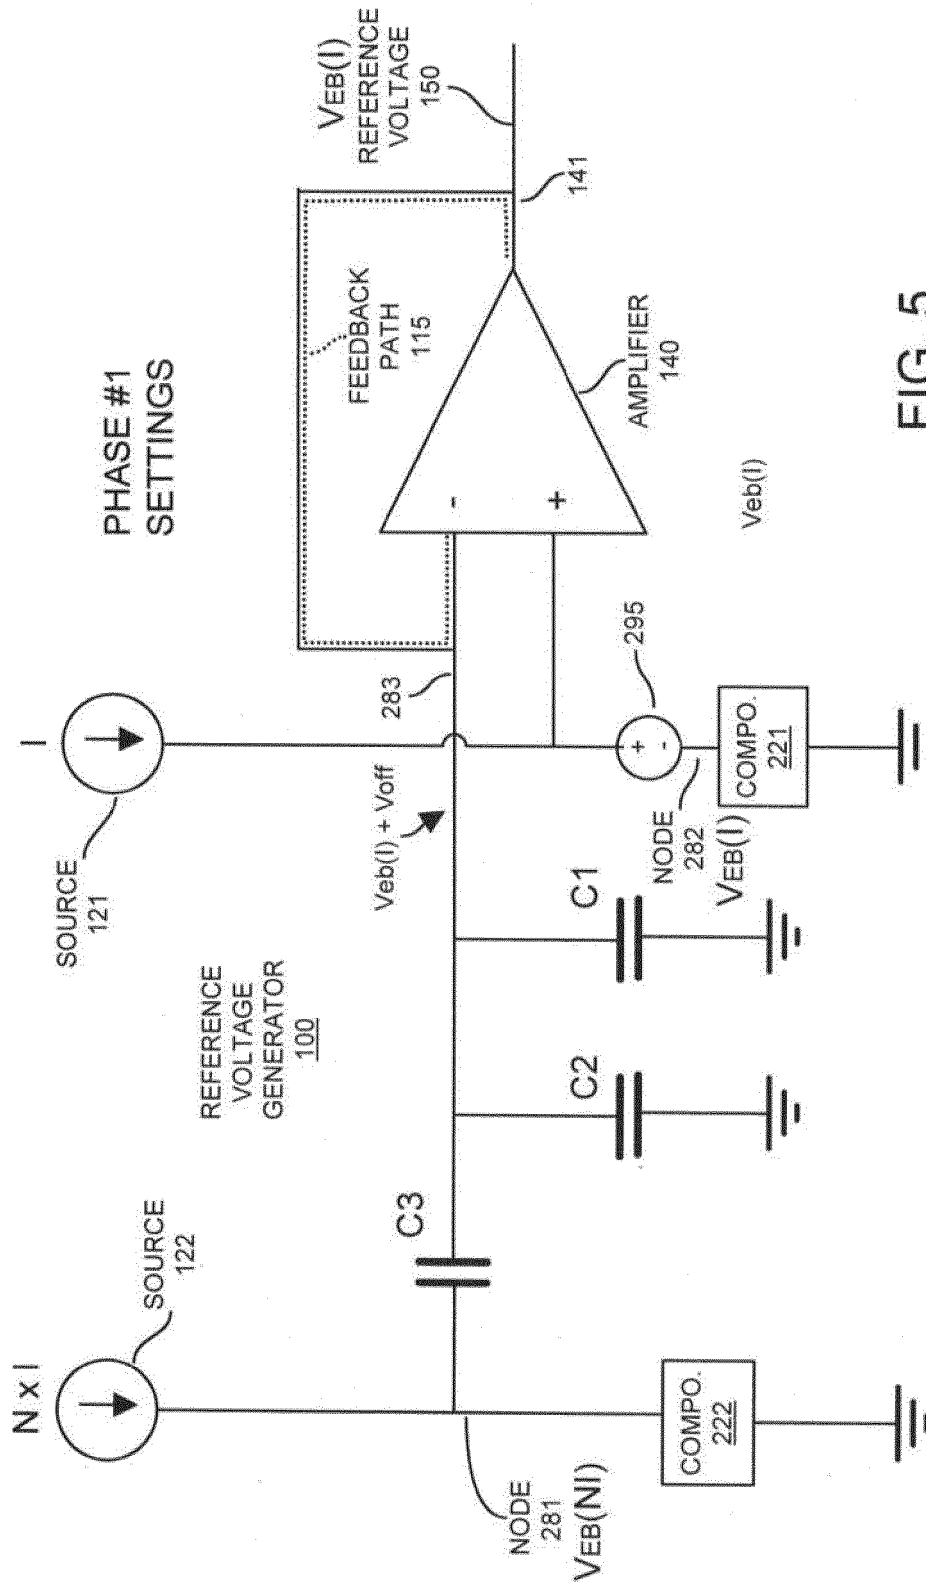 PHASE #1
SETTINGS
N x I
SOURCE
122
REFERENCE
VOLTAGE
GENERATOR
100
SOURCE
121
I
VEB(I)
REFERENCE
VOLTAGE
150
FEEDBACK
PATH
115
141
C3
Veb(I) + Voff
283
-
+
AMPLIFIER
140
NODE
281
VEB(NI)
C2
C1
+
-
295
NODE
282
VEB(I)
Veb(I)
COMPO.
222
COMPO.
221
FIG. 5